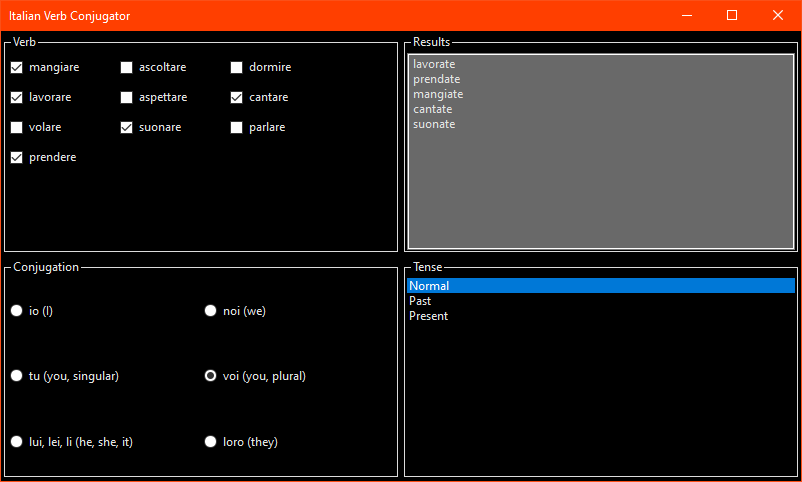 Italian Verb Conjugator
Verb
mangiare ascoltare dormire
lavorare aspettare cantare
volare suonare parlare
prendere
Results
lavorate
prendate
mangiate
cantate
suonate
Conjugation
io (I) noi (we)
tu (you, singular) voi (you, plural)
lui, lei, li (he, she, it) loro (they)
Tense
Normal
Past
Present